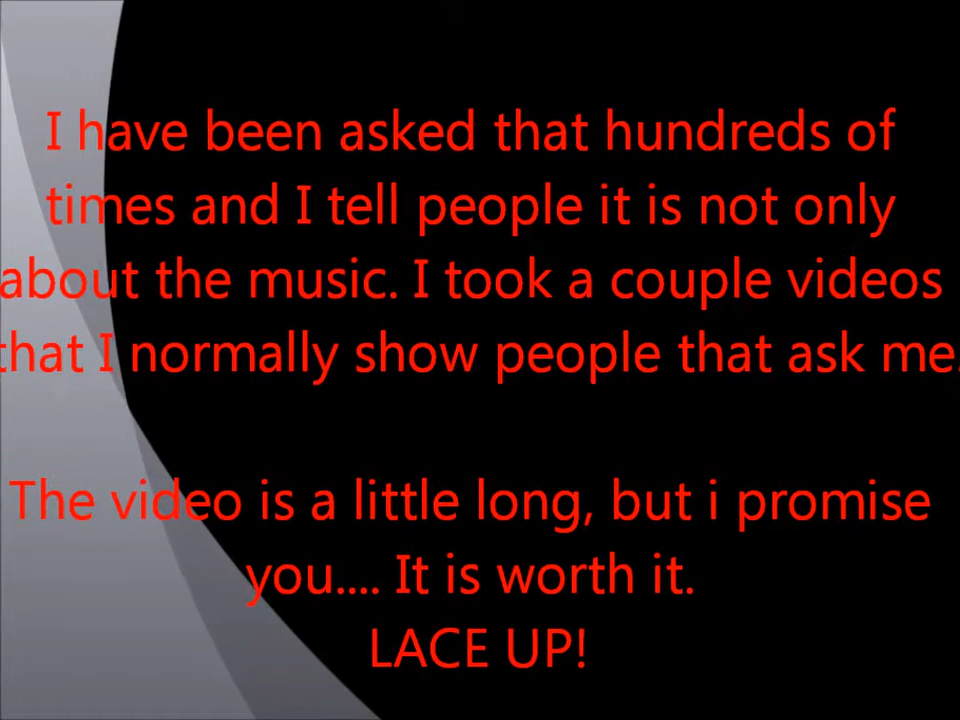 I have been asked that hundreds of
times and I tell people it is not only
about the music. I took a couple videos
that I normally show people that ask me.
The video is a little long, but i promise
you.... It is worth it.
LACE UP!